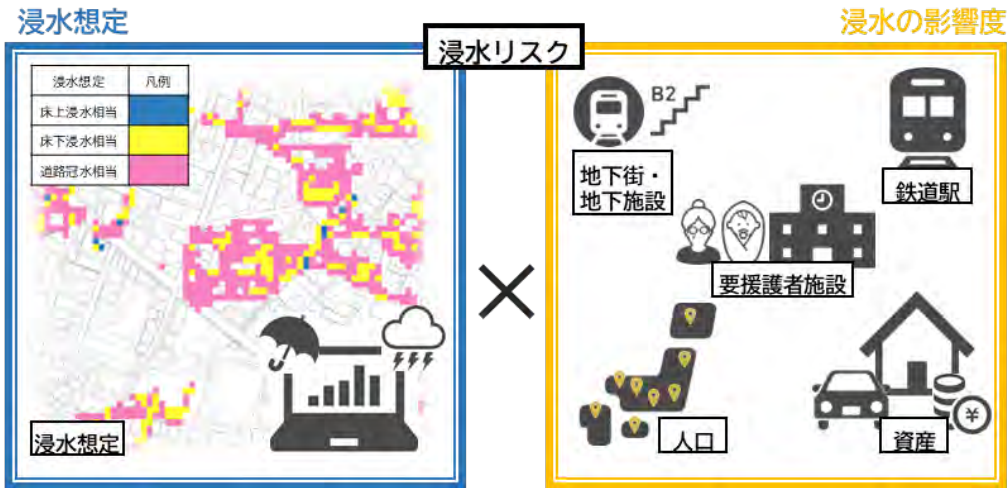 浸水想定
浸水の影響度
浸水リスク
浸水想定 凡例
床上浸水相当
床下浸水相当
道路冠水相当
浸水想定
×
B2
地下街・
地下施設
鉄道駅
要援護者施設
人口
資産
¥